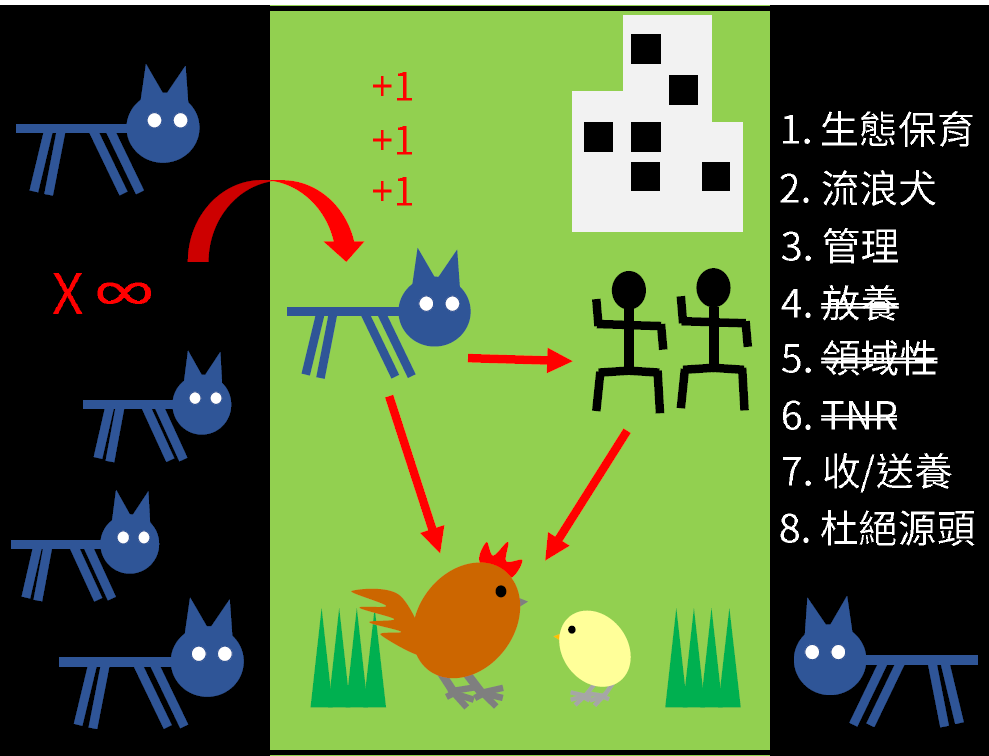 +1
+1
+1
X ∞
1. 生態保育
2. 流浪犬
3. 管理
4. 放養
5. 領域性
6. TNR
7. 收/送養
8. 杜絕源頭